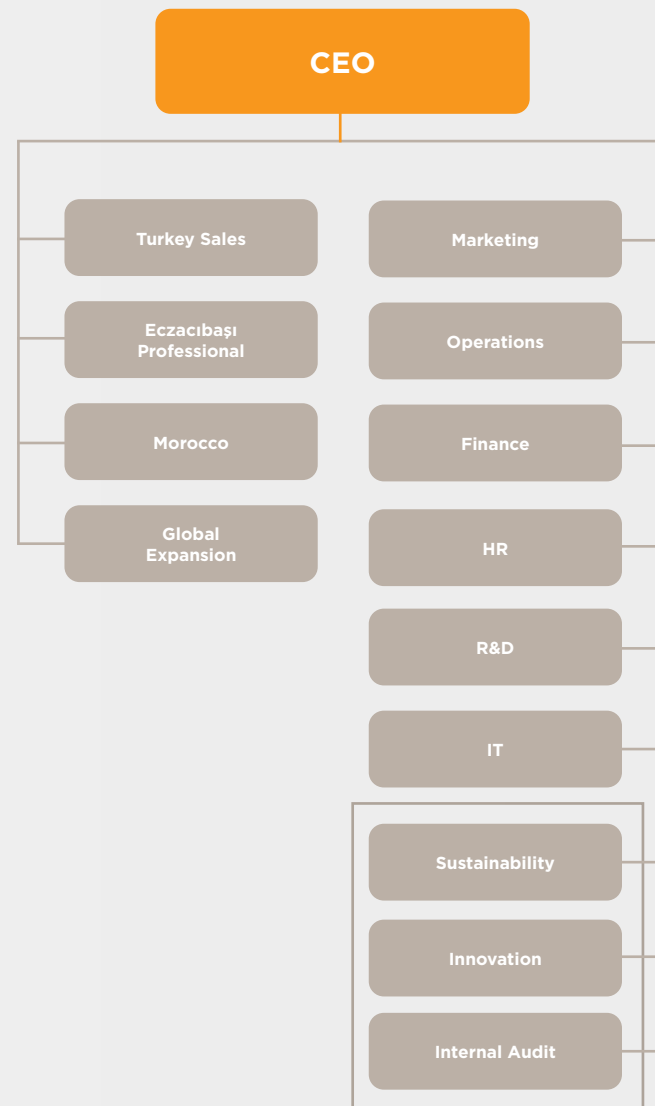 CEO
Turkey Sales
Eczacıbaşı
Professional
Morocco
Global
Expansion
Marketing
Operations
Finance
HR
R&D
IT
Sustainability
Innovation
Internal Audit